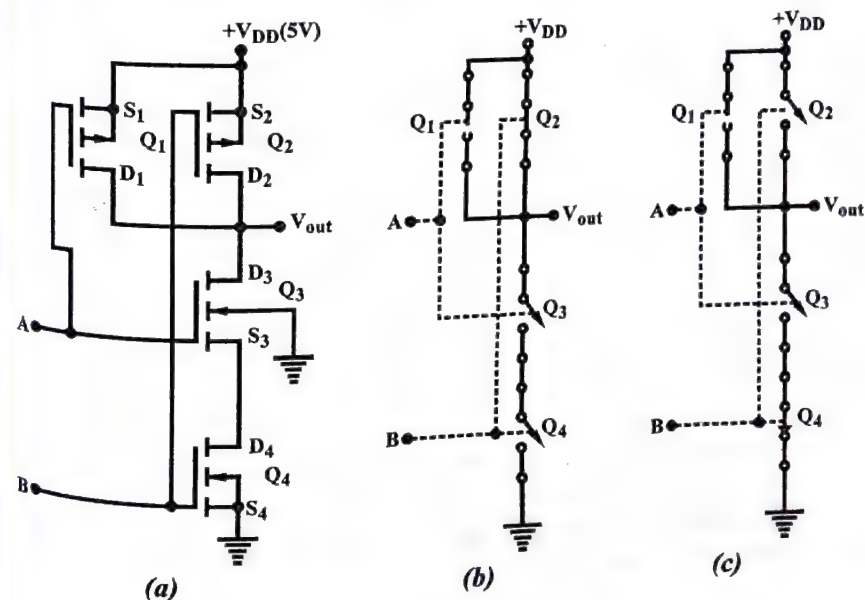 +VDD(5V)
S1
S2
Q1
Q2
D1
D2
Vout
D3
Q3
A
S3
D4
Q4
B
S4
(a)
+VDD
Q1
Q2
A
Vout
Q3
B
Q4
(b)
+VDD
Q1
Q2
A
Vout
Q3
B
Q4
(c)